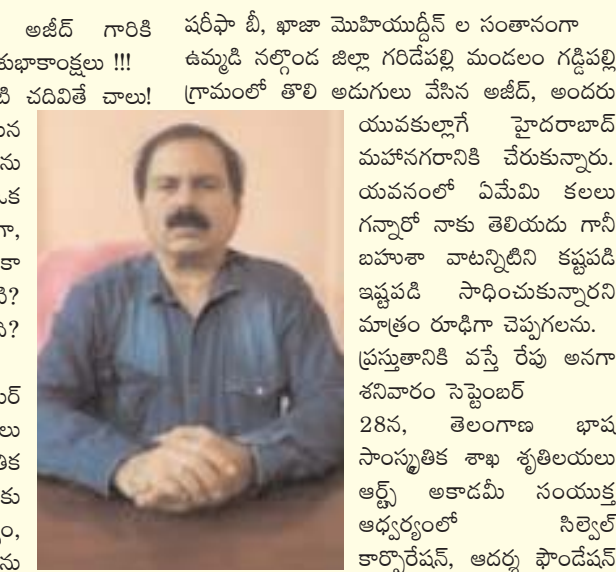 అజీద్ గారికి
శుభాకాంక్షలు !!!
చదివితే చాలు!
షరీఫా బీ, ఖాజా మొహియుద్దీన్ ల సంతానంగా
ఉమ్మడి నల్గొండ జిల్లా గరిడేపల్లి మండలం గడ్డిపల్లి
గ్రామంలో తొలి అడుగులు వేసిన అజీద్, అందరు
యువకుల్లాగే హైదరాబాద్
మహానగరానికి చేరుకున్నారు.
యవనంలో ఏమేమి కలలు
గన్నారో నాకు తెలియదు గానీ
బహుశా వాటన్నిటిని కష్టపడి
ఇష్టపడి సాధించుకున్నారని
మాత్రం రూఢిగా చెప్పగలను.
ప్రస్తుతానికి వస్తే రేపు అనగా
శనివారం సెప్టెంబర్
28న, తెలంగాణ భాష
సాంస్కృతిక శాఖ శృతిలయలు
ఆర్ట్స్ అకాడమీ సంయుక్త
ఆధ్వర్యంలో సిల్వెల్
కార్పొరేషన్, ఆదర్శ ఫౌండేషన్